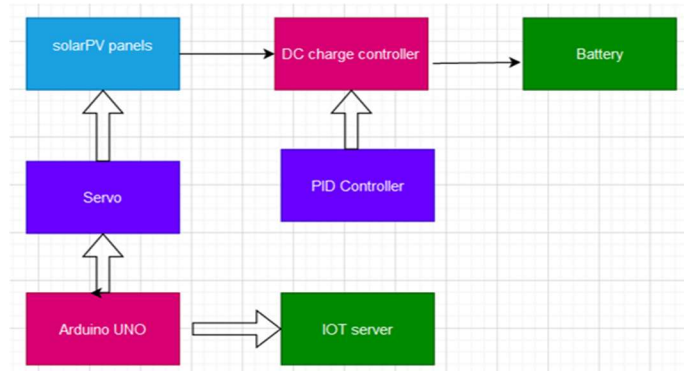 solarPV panels
DC charge controller
Battery
Servo
PID Controller
Arduino UNO
IOT server